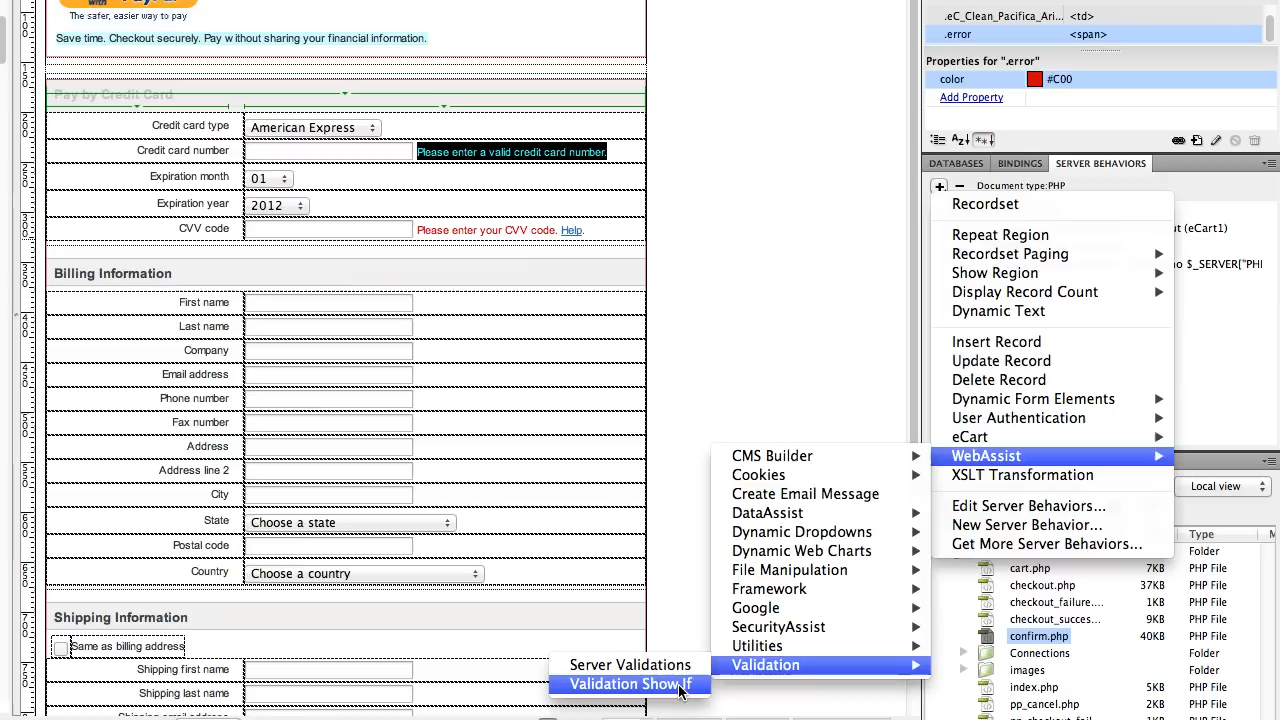 The safer, easier way to pay
Save time. Checkout securely. Pay without sharing your financial information.
Pay by Credit Card
Credit card type
American Express
Credit card number
Please enter a valid credit card number.
Expiration month
01
Expiration year
2012
CVV code
Please enter your CVV code. Help.
Billing Information
First name
Last name
Company
Email address
Phone number
Fax number
Address
Address line 2
City
State
Choose a state
Postal code
Country
Choose a country
Shipping Information
Same as billing address
Shipping first name
Shipping last name
.eC_Clean_Pacifica_Ari... <td>
.error <span>
Properties for ".error"
color #C00
Add Property
DATABASES BINDINGS SERVER BEHAVIORS
Document type:PHP
Recordset
Repeat Region
Recordset Paging
Show Region
Display Record Count
Dynamic Text
Insert Record
Update Record
Delete Record
Dynamic Form Elements
User Authentication
eCart
WebAssist
XSLT Transformation
Edit Server Behaviors...
New Server Behavior...
Get More Server Behaviors...
(eCart1)
$_SERVER["PHI
CMS Builder
Cookies
Create Email Message
DataAssist
Dynamic Dropdowns
Dynamic Web Charts
File Manipulation
Framework
Google
SecurityAssist
Utilities
Validation
Server Validations
Validation Show If
Local view
Type
Folder
cart.php 7KB PHP File
checkout.php 37KB PHP File
checkout_failure.... 1KB PHP File
checkout_succes... 9KB PHP File
confirm.php 40KB PHP File
Connections Folder
images Folder
index.php 1KB PHP File
pp_cancel.php 2KB PHP File